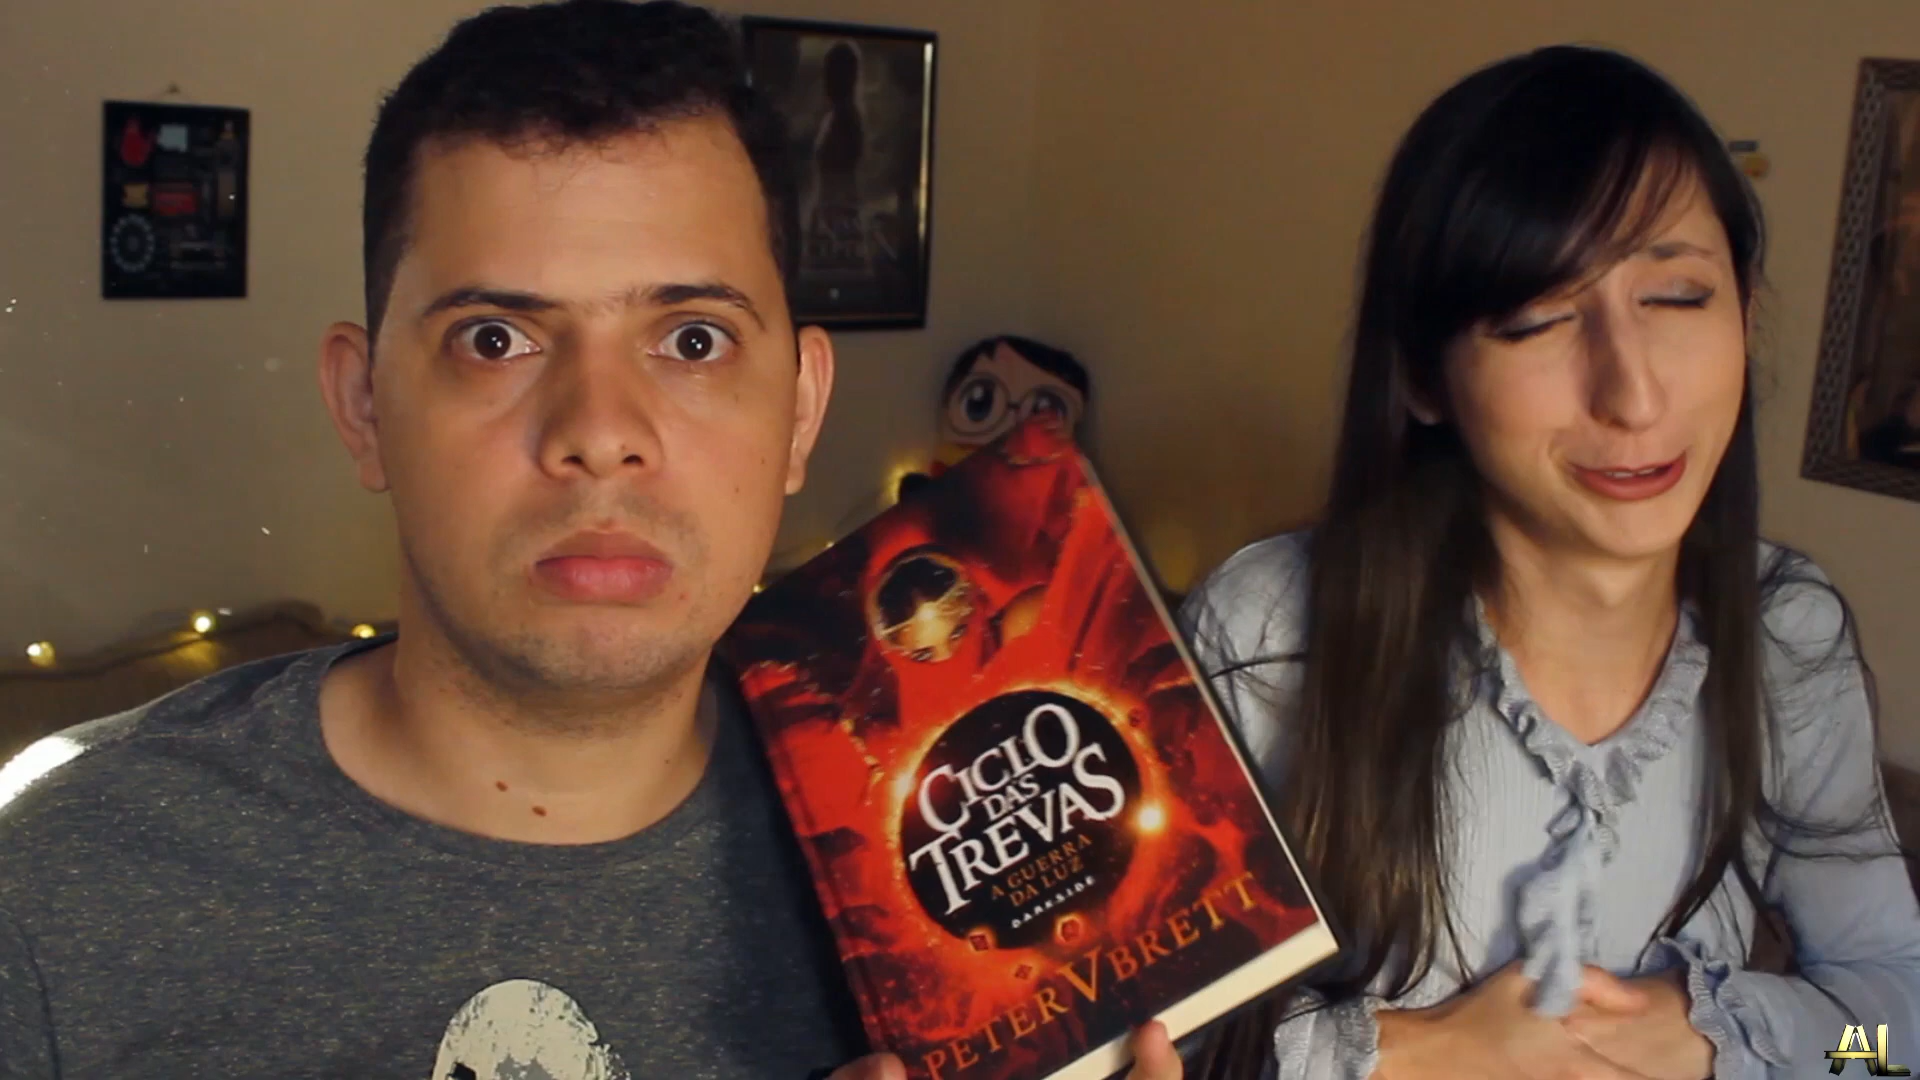 CICLO
DAS
TREVAS
A GUERRA
DA LUZ
DARKSIDE
PETER V BRETT
AL